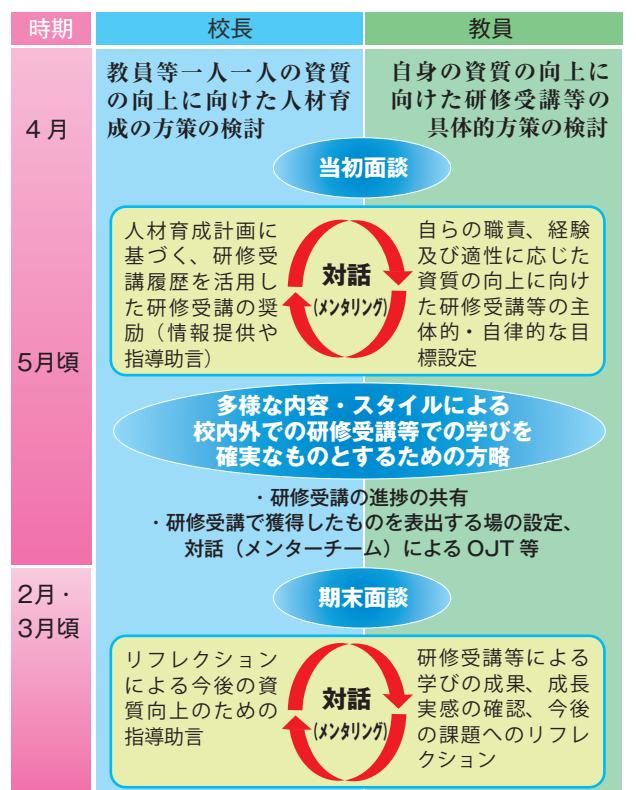 時期
校長
教員
4月
教員等一人一人の資質
の向上に向けた人材育
成の方策の検討
自身の資質の向上に
向けた研修受講等の
具体的方策の検討
当初面談
5月頃
人材育成計画に
基づく、研修受
講履歴を活用し
た研修受講の奨
励（情報提供や
指導助言）
対話
(メンタリング)
自らの職責、経験
及び適性に応じた
資質の向上に向け
た研修受講等の主
体的・自律的な目
標設定
多様な内容・スタイルによる
校内外での研修受講等での学びを
確実なものとするための方略
・研修受講の進捗の共有
・研修受講で獲得したものを表出する場の設定、
対話（メンターチーム）によるOJT等
2月・
3月頃
期末面談
リフレクション
による今後の資
質向上のための
指導助言
対話
(メンタリング)
研修受講等による
学びの成果、成長
実感の確認、今後
の課題へのリフレ
クション